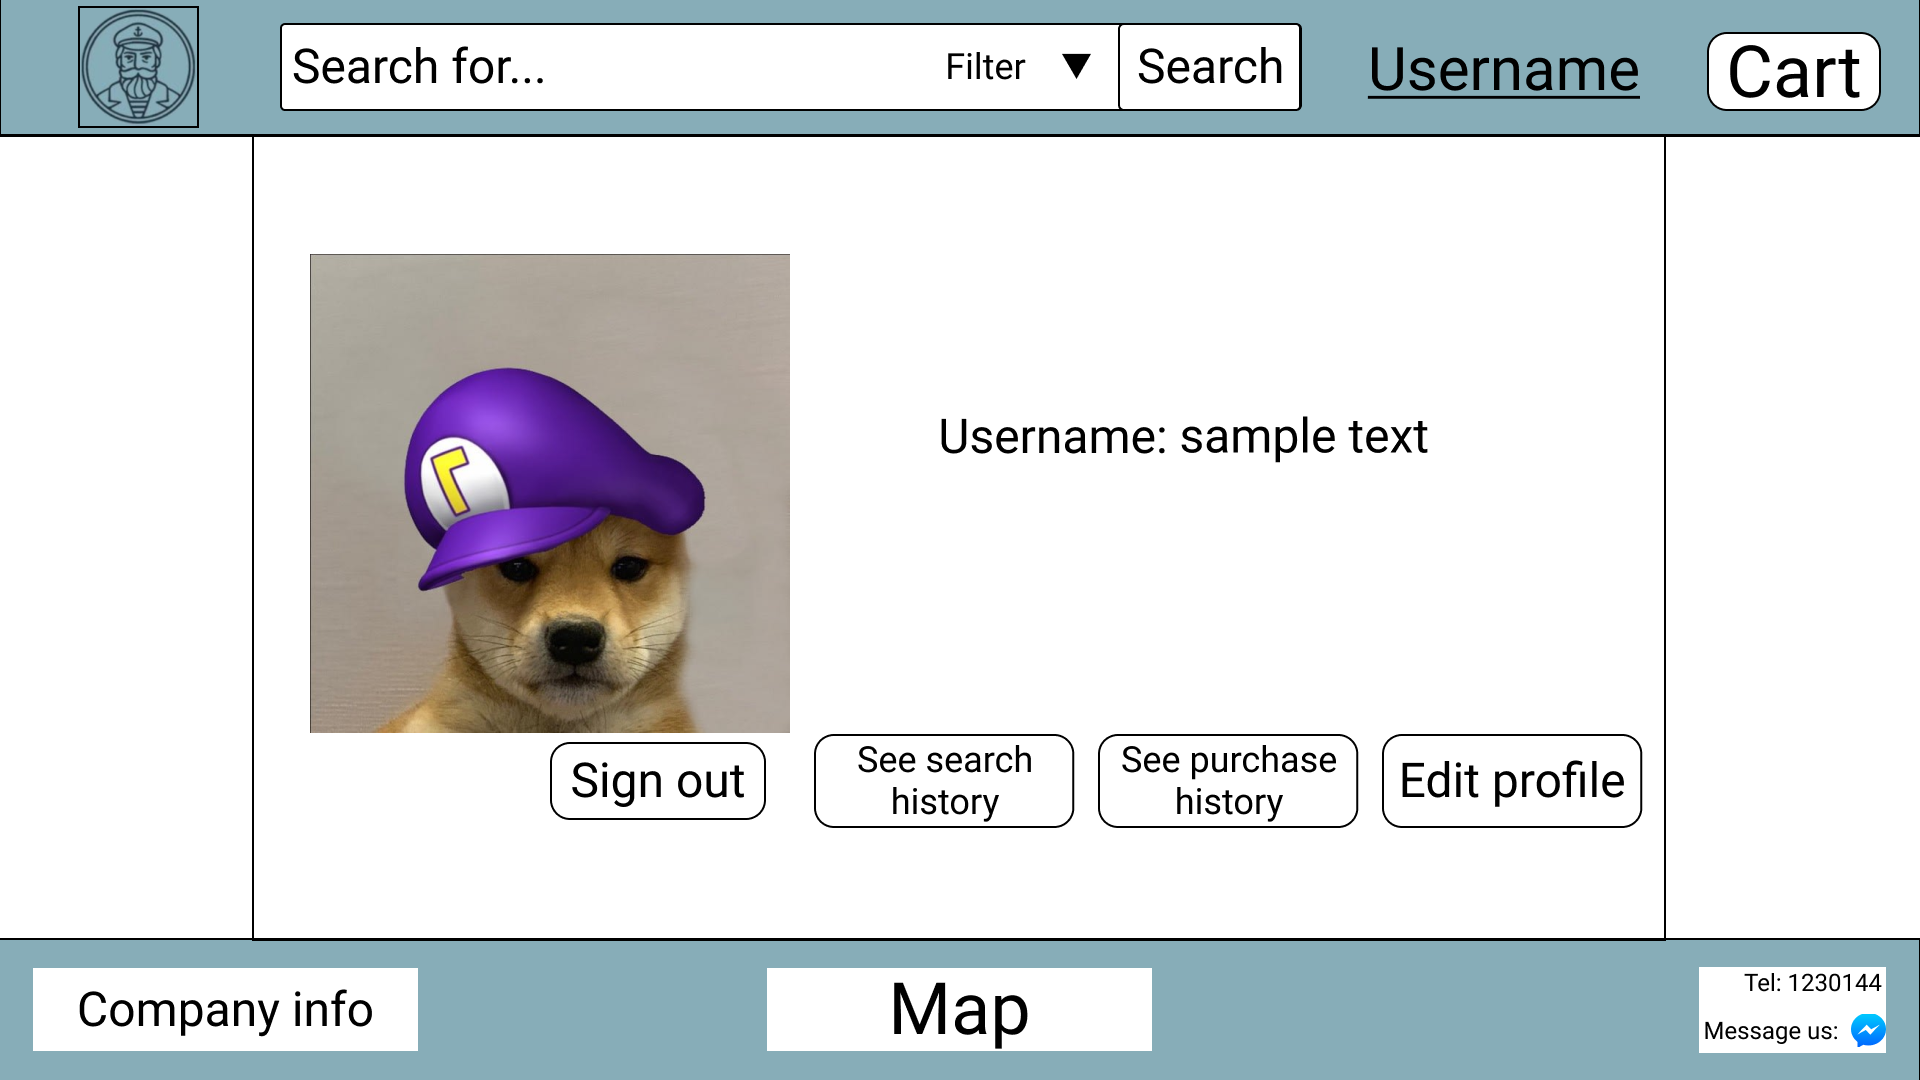 Search for...
Filter
Search
Username
Cart
Username: sample text
Sign out
See search
history
See purchase
history
Edit profile
Company info
Map
Tel: 1230144
Message us: